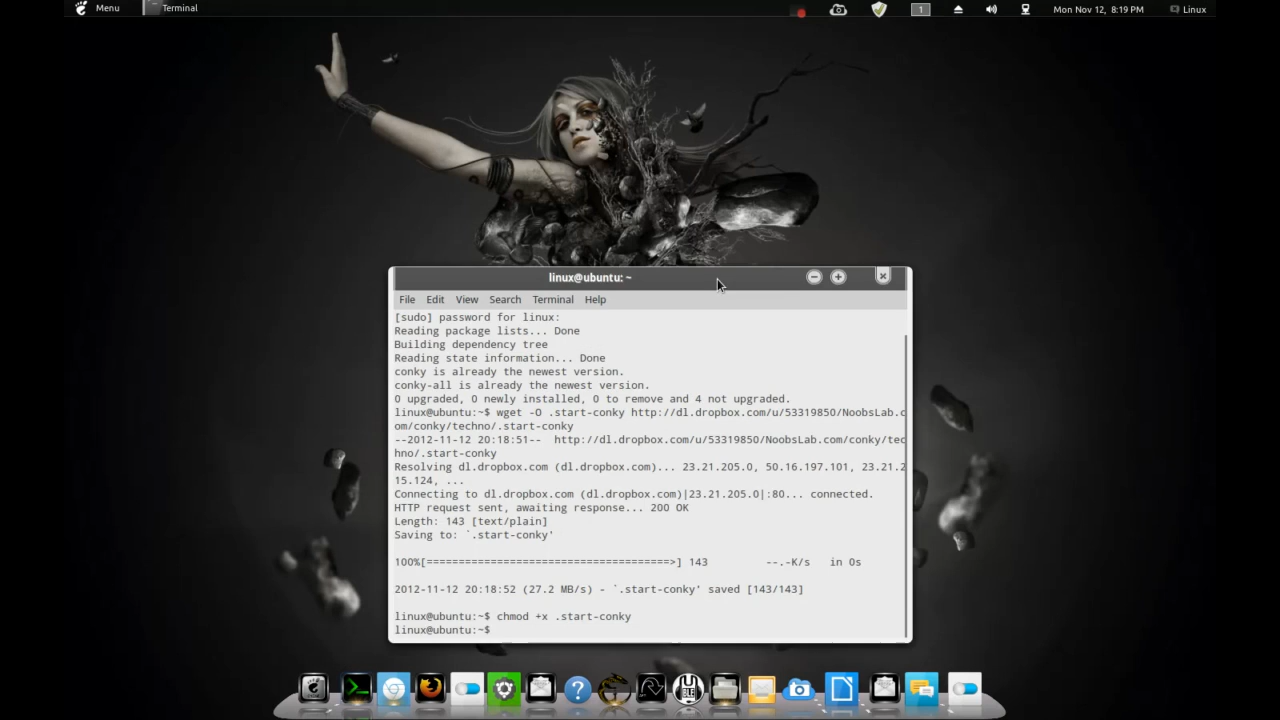 Menu Terminal 1 Mon Nov 12, 8:19 PM Linux
linux@ubuntu: ~
File Edit View Search Terminal Help
[sudo] password for linux:
Reading package lists... Done
Building dependency tree
Reading state information... Done
conky is already the newest version.
conky-all is already the newest version.
0 upgraded, 0 newly installed, 0 to remove and 4 not upgraded.
linux@ubuntu:~$ wget -O .start-conky http://dl.dropbox.com/u/53319850/NoobsLab.c
om/conky/techno/.start-conky
--2012-11-12 20:18:51--  http://dl.dropbox.com/u/53319850/NoobsLab.com/conky/tec
hno/.start-conky
Resolving dl.dropbox.com (dl.dropbox.com)... 23.21.205.0, 50.16.197.101, 23.21.2
15.124, ...
Connecting to dl.dropbox.com (dl.dropbox.com)|23.21.205.0|:80... connected.
HTTP request sent, awaiting response... 200 OK
Length: 143 [text/plain]
Saving to: `.start-conky'
100%[======================================>] 143         --.-K/s   in 0s
2012-11-12 20:18:52 (27.2 MB/s) - `.start-conky' saved [143/143]
linux@ubuntu:~$ chmod +x .start-conky
linux@ubuntu:~$